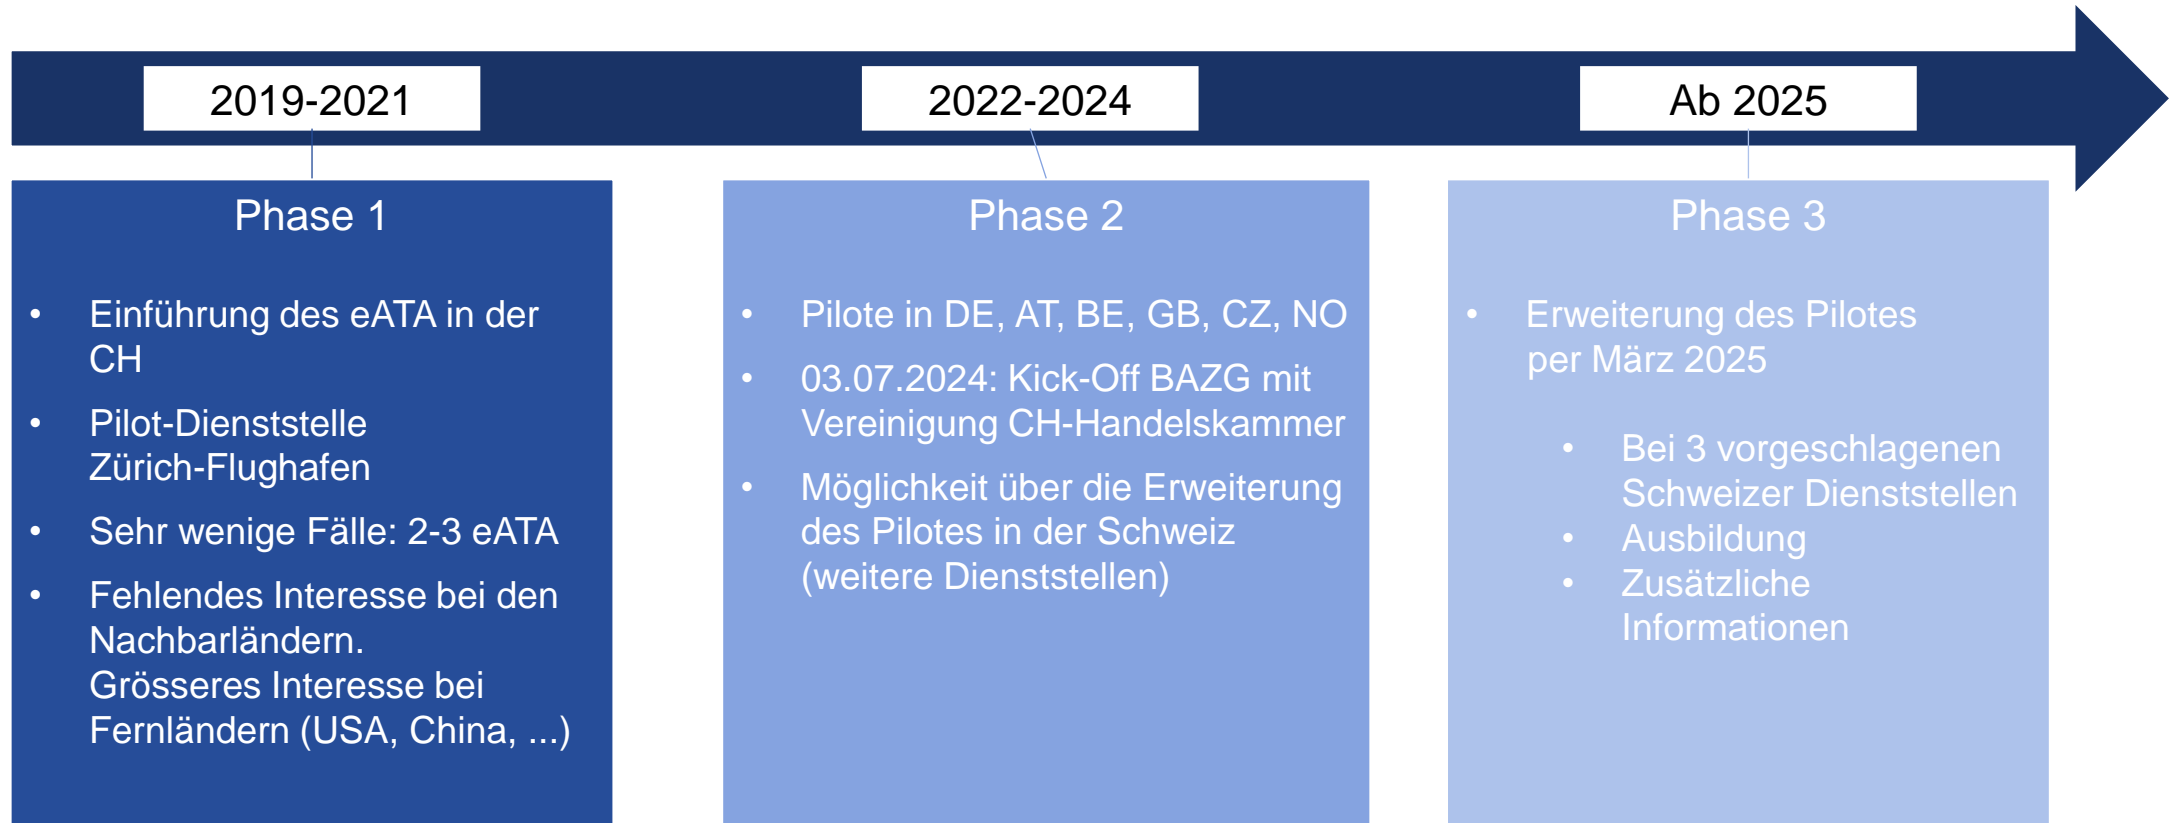 2019-2021
2022-2024
Ab 2025
Phase 1
• Einführung des eATA in der
CH
• Pilot-Dienststelle
Zürich-Flughafen
• Sehr wenige Fälle: 2-3 eATA
• Fehlendes Interesse bei den
Nachbarländern.
Grösseres Interesse bei
Fernländern (USA, China, ...)
Phase 2
• Pilote in DE, AT, BE, GB, CZ, NO
• 03.07.2024: Kick-Off BAZG mit
Vereinigung CH-Handelskammer
• Möglichkeit über die Erweiterung
des Pilotes in der Schweiz
(weitere Dienststellen)
Phase 3
• Erweiterung des Pilotes
per März 2025
• Bei 3 vorgeschlagenen
Schweizer Dienststellen
• Ausbildung
• Zusätzliche
Informationen